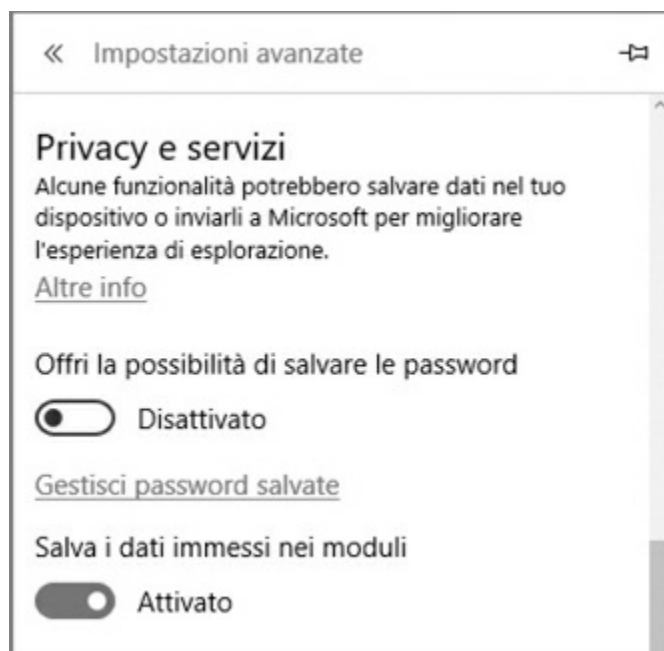 Impostazioni avanzate
Privacy e servizi
Alcune funzionalità potrebbero salvare dati nel tuo
dispositivo o inviarli a Microsoft per migliorare
l'esperienza di esplorazione.
Altre info
Offri la possibilità di salvare le password
Disattivato
Gestisci password salvate
Salva i dati immessi nei moduli
Attivato